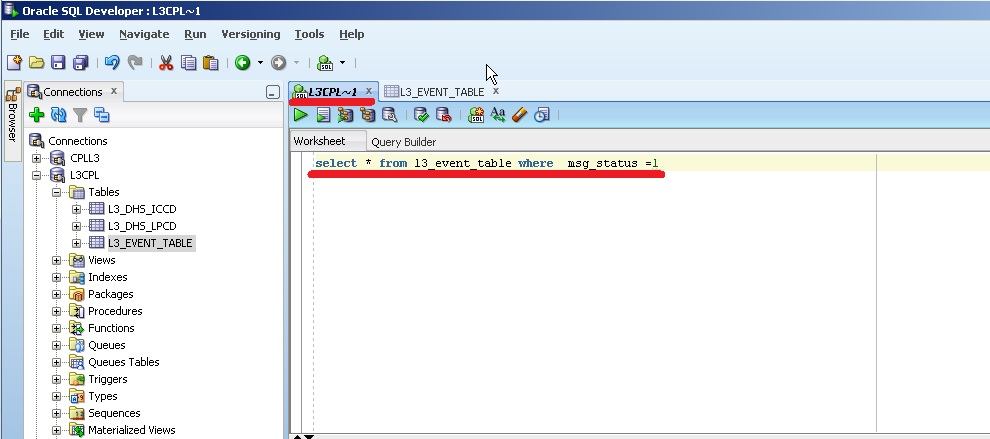 Oracle SQL Developer : L3CPL~1
File Edit View Navigate Run Versioning Tools Help
SQL
Browser
Connections x
L3CPL~1 x
L3_EVENT_TABLE x
Connections
CPLL3
L3CPL
Tables
L3_DHS_ICCD
L3_DHS_LPCD
L3_EVENT_TABLE
Views
Indexes
Packages
Procedures
Functions
Queues
Queues Tables
Triggers
Types
Sequences
Materialized Views
Worksheet Query Builder
select * from l3_event_table where  msg_status =1